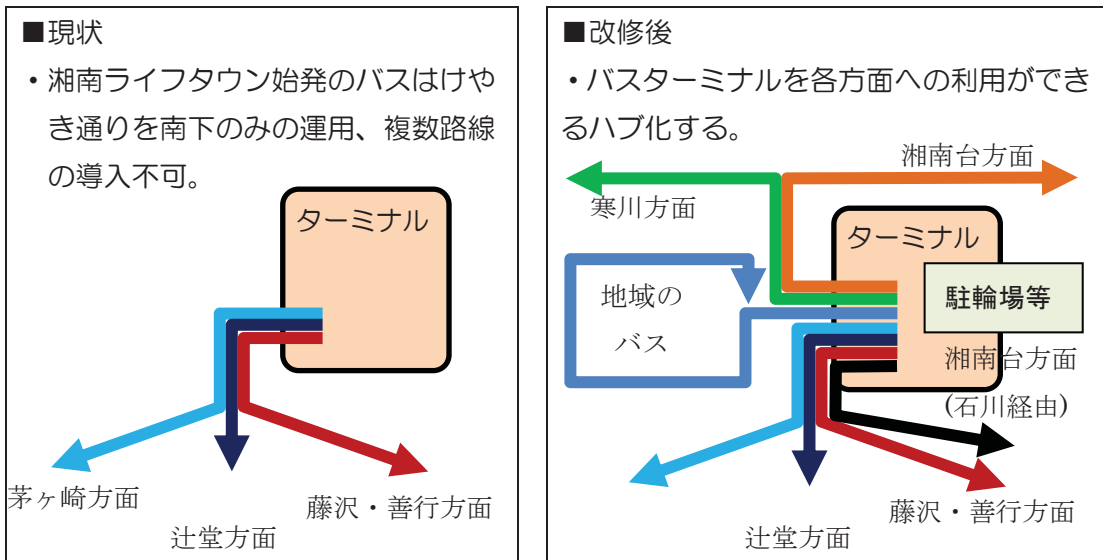 ■現状
・湘南ライフタウン始発のバスはけや
き通りを南下のみの運用、複数路線
の導入不可。
ターミナル
茅ヶ崎方面
辻堂方面
藤沢・善行方面
■改修後
・バスターミナルを各方面への利用ができ
るハブ化する。
湘南台方面
寒川方面
ターミナル
地域の
バス
駐輪場等
湘南台方面
(石川経由)
藤沢・善行方面
辻堂方面